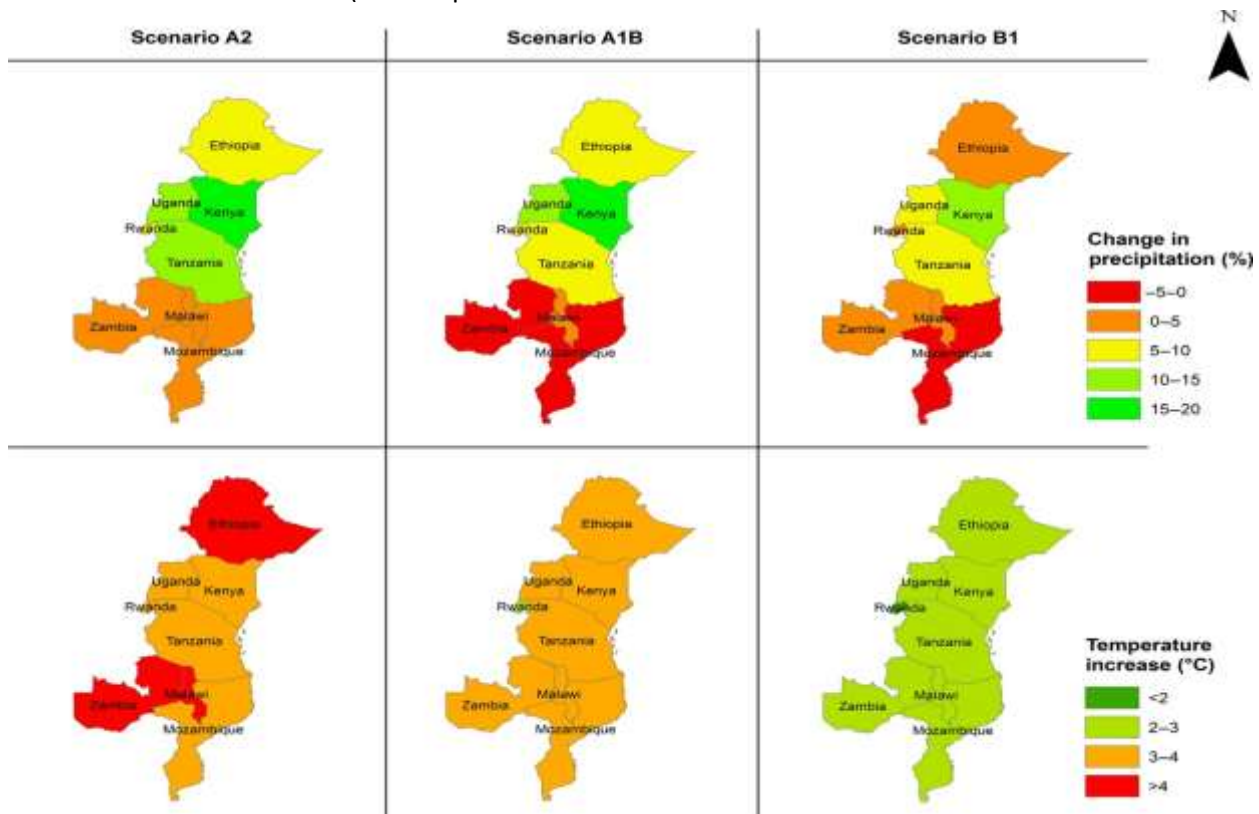 N
Scenario A2
Scenario A1B
Scenario B1
Ethiopia
Uganda
Kenya
Rwanda
Tanzania
Malawi
Zambia
Mozambique
Ethiopia
Uganda
Kenya
Rwanda
Tanzania
Malawi
Zambia
Mozambique
Ethiopia
Uganda
Kenya
Rwanda
Tanzania
Malawi
Zambia
Mozambique
Change in
precipitation (%)
–5–0
0–5
5–10
10–15
15–20
Ethiopia
Uganda
Kenya
Rwanda
Tanzania
Malawi
Zambia
Mozambique
Ethiopia
Uganda
Kenya
Rwanda
Tanzania
Malawi
Zambia
Mozambique
Ethiopia
Uganda
Kenya
Rwanda
Tanzania
Malawi
Zambia
Mozambique
Temperature
increase (°C)
<2
2–3
3–4
>4